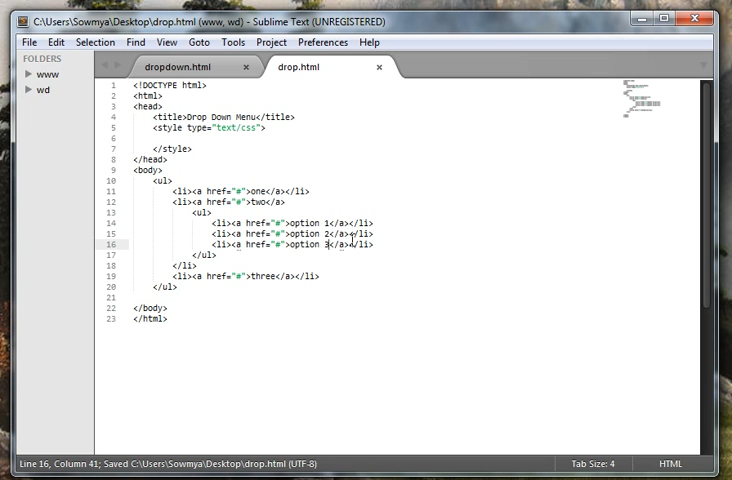 C:\Users\Sowmya\Desktop\drop.html (www, wd) - Sublime Text (UNREGISTERED)
File Edit Selection Find View Goto Tools Project Preferences Help
FOLDERS
www
wd
dropdown.html
drop.html
1 <!DOCTYPE html>
2 <html>
3 <head>
4 <title>Drop Down Menu</title>
5 <style type="text/css">
6
7 </style>
8 </head>
9 <body>
10 <ul>
11 <li><a href="#">one</a></li>
12 <li><a href="#">two</a>
13 <ul>
14 <li><a href="#">option 1</a></li>
15 <li><a href="#">option 2</a></li>
16 <li><a href="#">option 3</a></li>
17 </ul>
18 </li>
19 <li><a href="#">three</a></li>
20 </ul>
21
22 </body>
23 </html>
Line 16, Column 41; Saved C:\Users\Sowmya\Desktop\drop.html (UTF-8)
Tab Size: 4
HTML